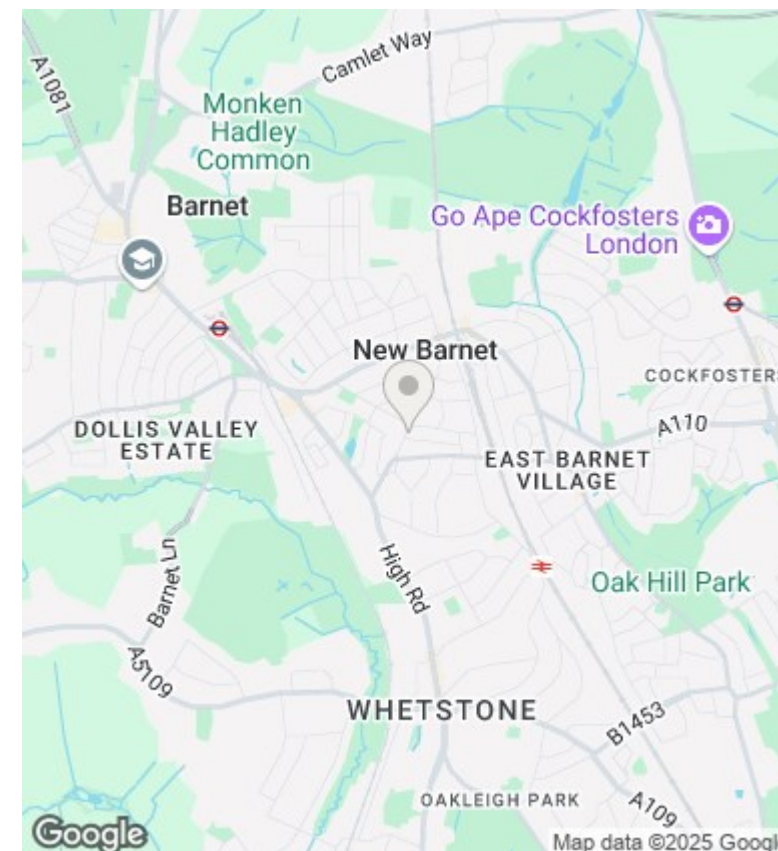 A1081
Camlet Way
Monken
Hadley
Common
Barnet
Go Ape Cockfosters
London
New Barnet
COCKFOSTERS
DOLLIS VALLEY
ESTATE
A110
EAST BARNET
VILLAGE
Barnet Ln
High Rd
Oak Hill Park
A5109
WHETSTONE
B1453
OAKLEIGH PARK
A109
Google
Map data ©2025 Googl